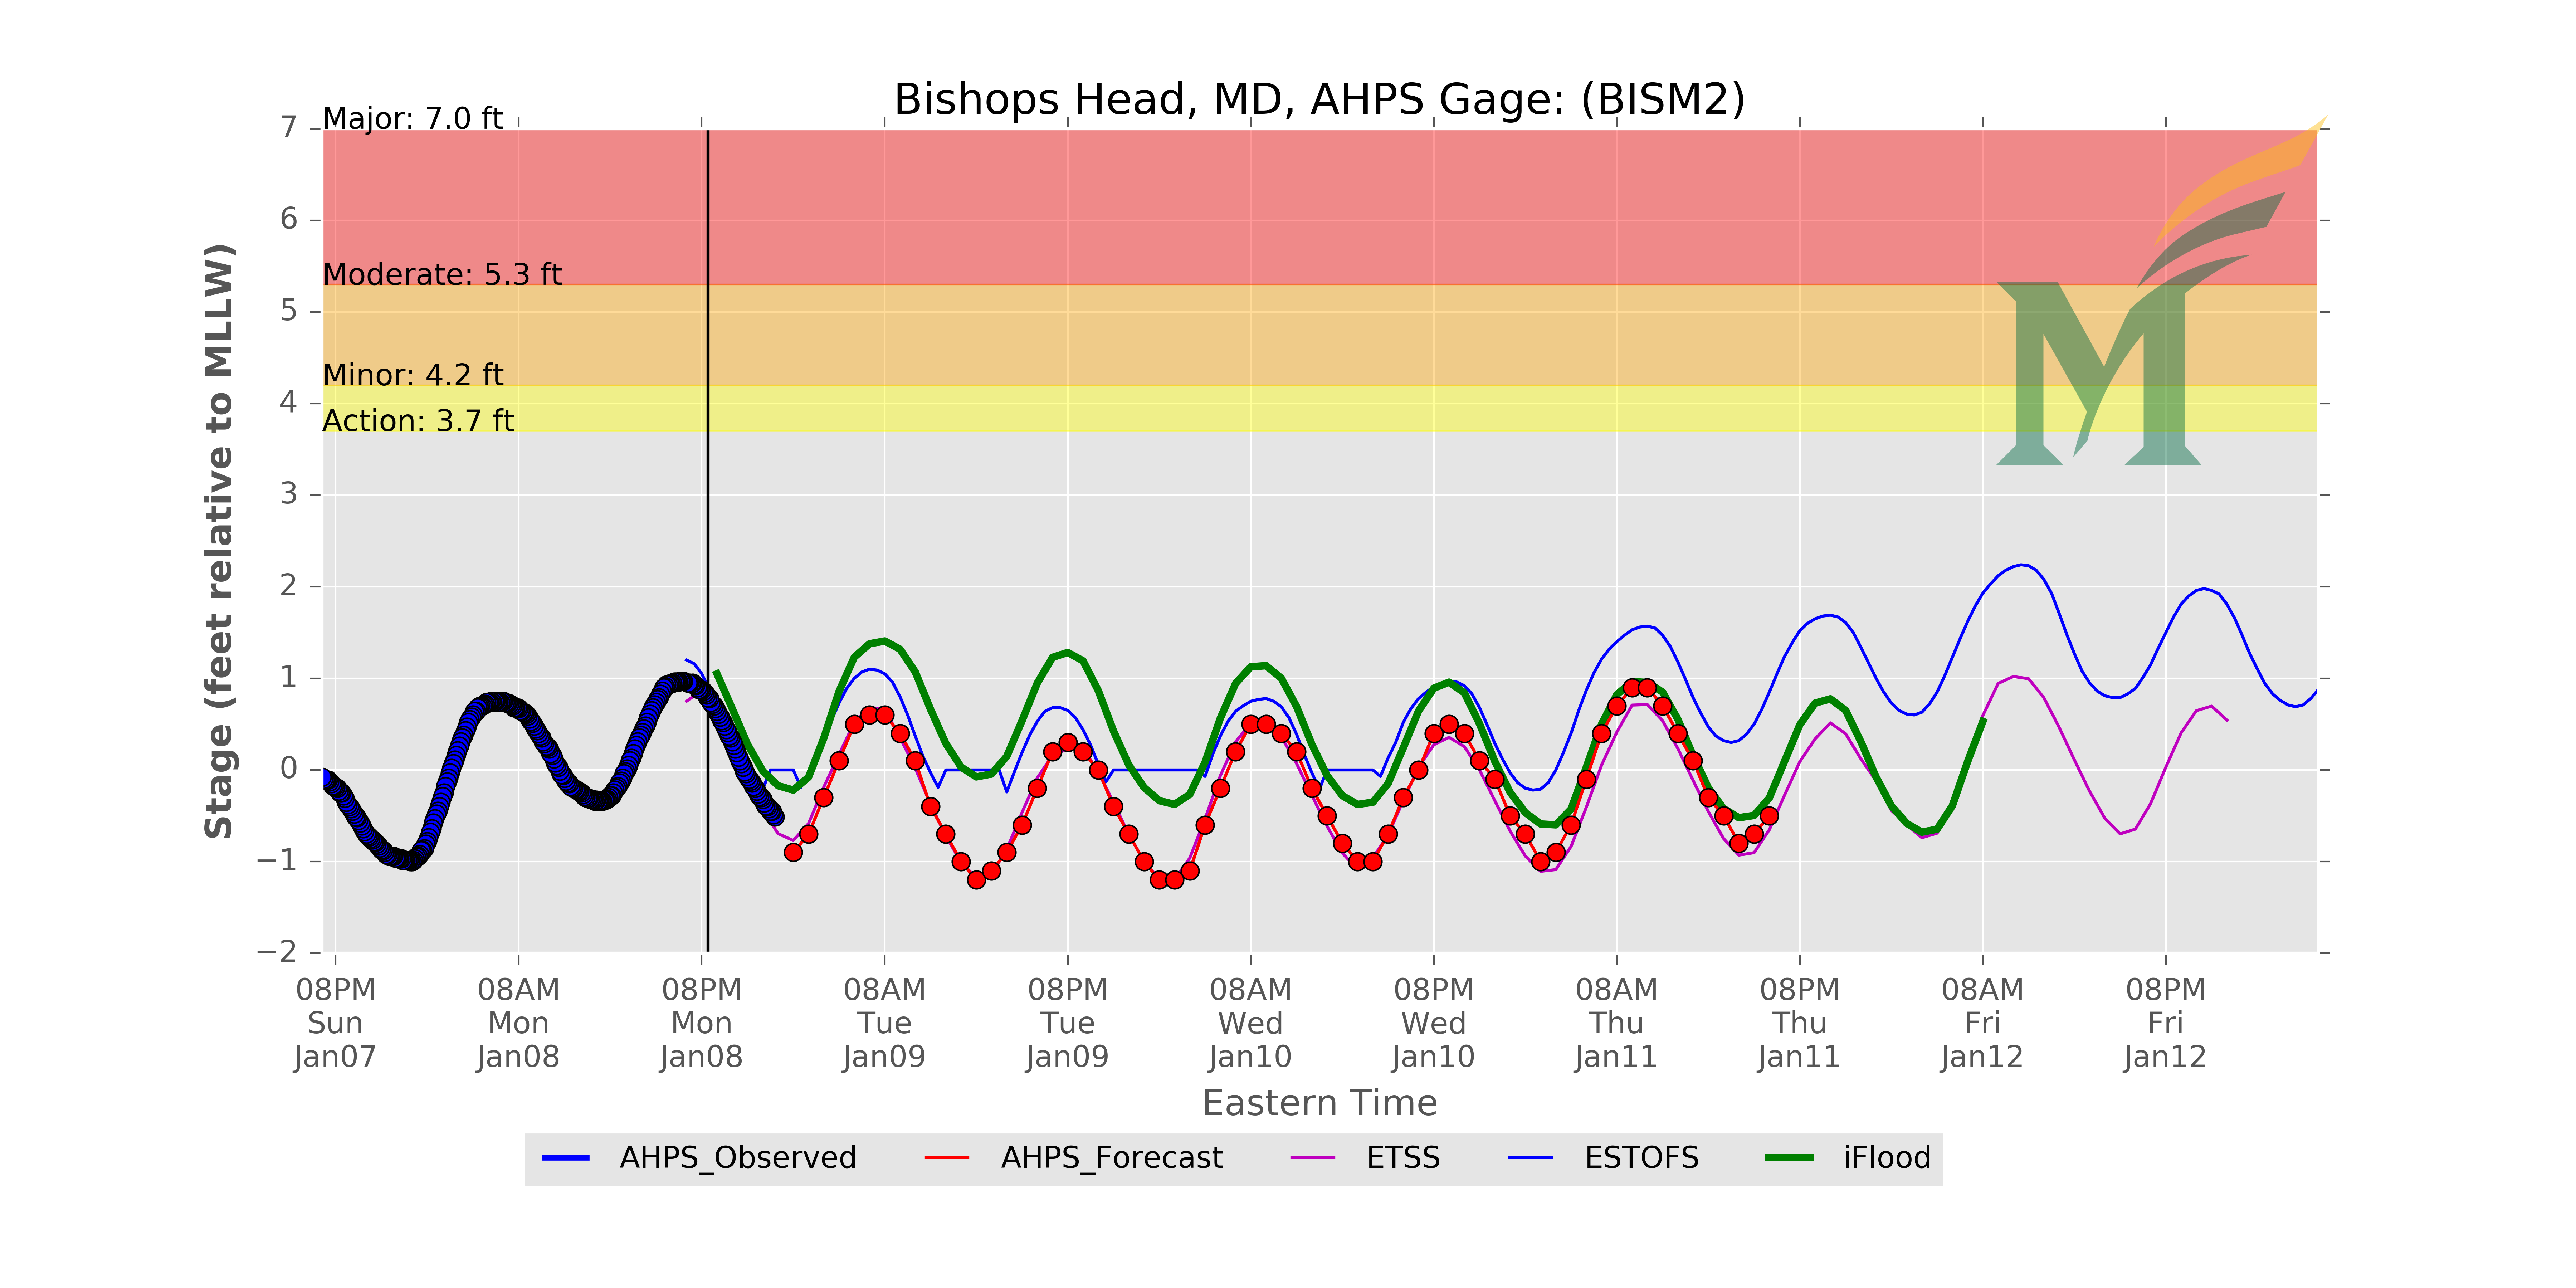 Bishops Head, MD, AHPS Gage: (BISM2)
Major: 7.0 ft
Moderate: 5.3 ft
Minor: 4.2 ft
Action: 3.7 ft
Stage (feet relative to MLLW)
7
6
5
4
3
2
1
0
−1
−2
08PM Sun Jan07
08AM Mon Jan08
08PM Mon Jan08
08AM Tue Jan09
08PM Tue Jan09
08AM Wed Jan10
08PM Wed Jan10
08AM Thu Jan11
08PM Thu Jan11
08AM Fri Jan12
08PM Fri Jan12
Eastern Time
AHPS_Observed AHPS_Forecast ETSS ESTOFS iFlood
M